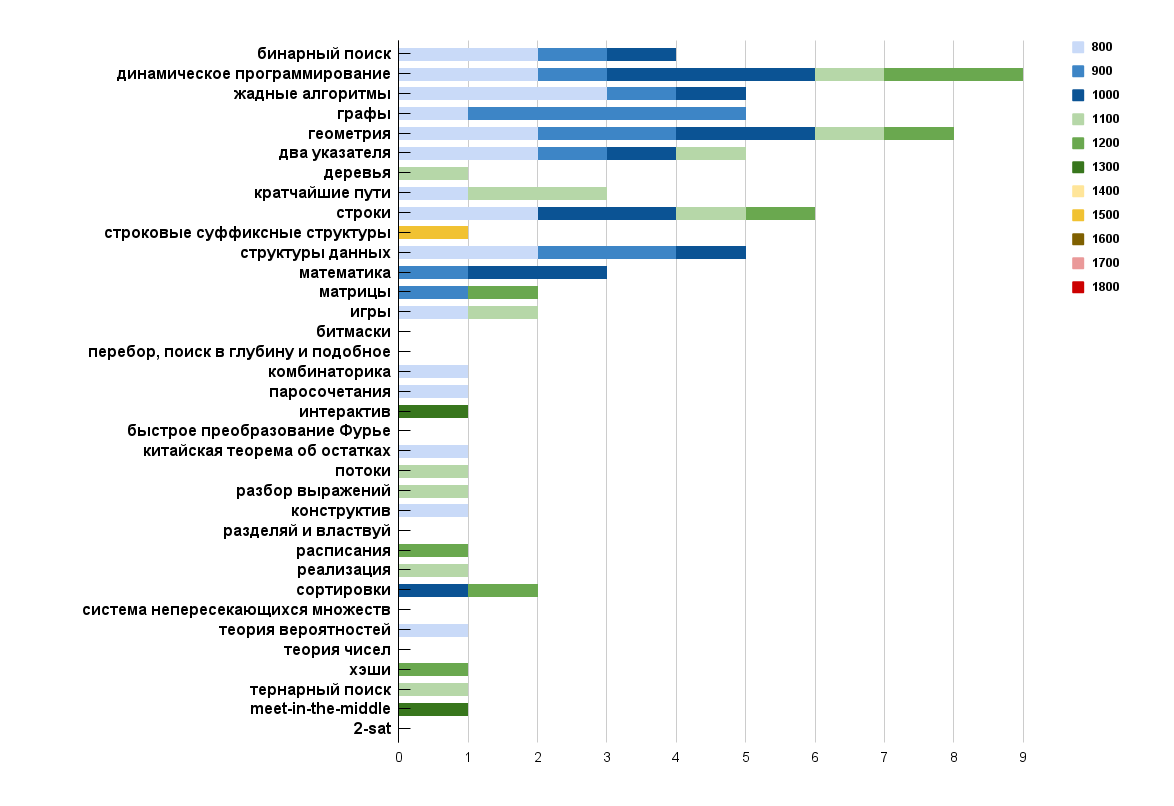 бинарный поиск
динамическое программирование
жадные алгоритмы
графы
геометрия
два указателя
деревья
кратчайшие пути
строки
строковые суффиксные структуры
структуры данных
математика
матрицы
игры
битмаски
перебор, поиск в глубину и подобное
комбинаторика
паросочетания
интерактив
быстрое преобразование Фурье
китайская теорема об остатках
потоки
разбор выражений
конструктив
разделяй и властвуй
расписания
реализация
сортировки
система непересекающихся множеств
теория вероятностей
теория чисел
хэши
тернарный поиск
meet-in-the-middle
2-sat
0 1 2 3 4 5 6 7 8 9
800
900
1000
1100
1200
1300
1400
1500
1600
1700
1800